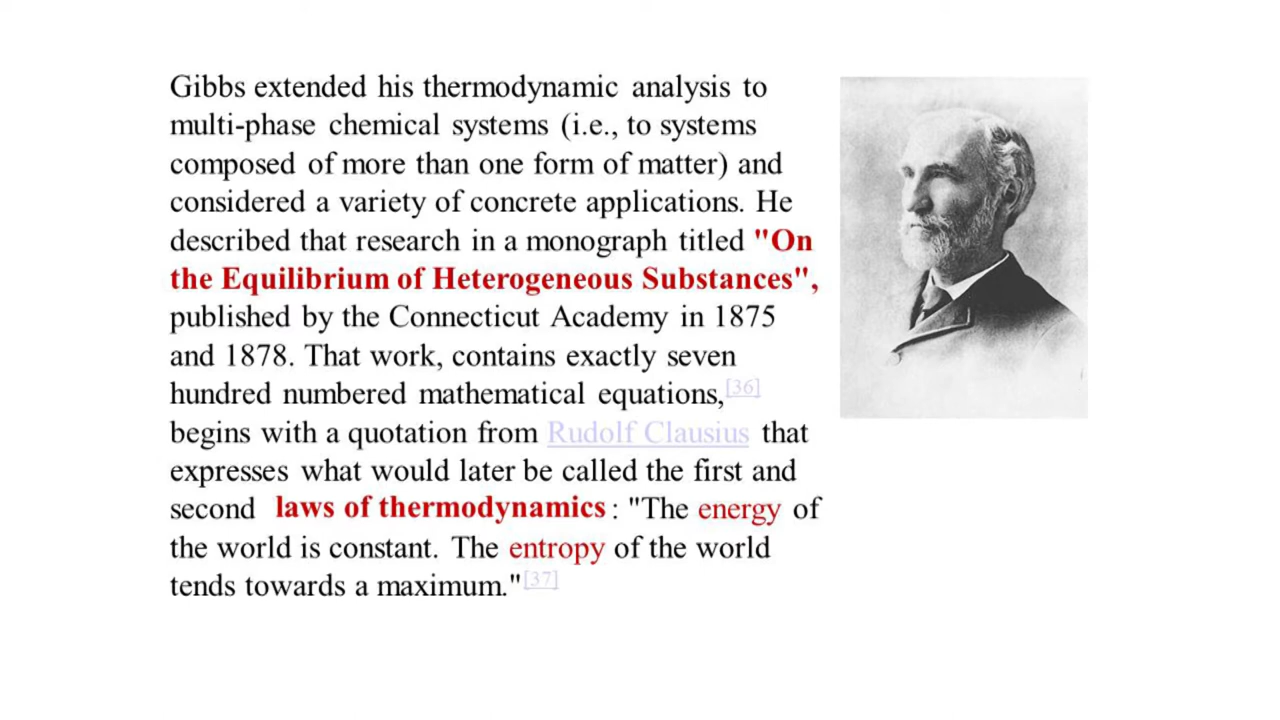 Gibbs extended his thermodynamic analysis to
multi-phase chemical systems (i.e., to systems
composed of more than one form of matter) and
considered a variety of concrete applications. He
described that research in a monograph titled "On
the Equilibrium of Heterogeneous Substances",
published by the Connecticut Academy in 1875
and 1878. That work, contains exactly seven
hundred numbered mathematical equations,[36]
begins with a quotation from Rudolf Clausius that
expresses what would later be called the first and
second laws of thermodynamics: "The energy of
the world is constant. The entropy of the world
tends towards a maximum."[37]